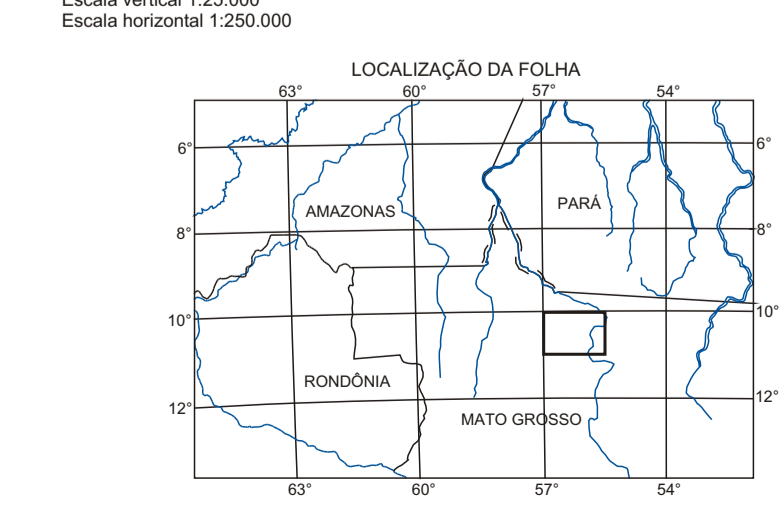 Escala vertical 1:25.000
Escala horizontal 1:250.000
LOCALIZAÇÃO DA FOLHA
63° 60° 57° 54°
6° 6°
AMAZONAS PARÁ
8° 8°
10° 10°
RONDÔNIA
12° 12°
MATO GROSSO
63° 60° 57° 54°